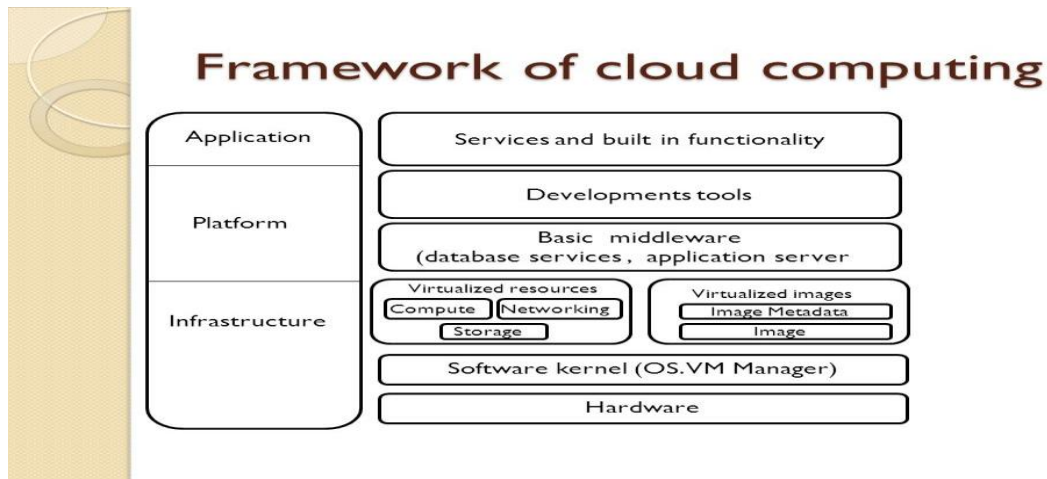 Framework of cloud computing
Application
Services and built in functionality
Platform
Developments tools
Basic middleware
(database services, application server
Infrastructure
Virtualized resources
Compute
Networking
Storage
Virtualized images
Image Metadata
Image
Software kernel (OS.VM Manager)
Hardware